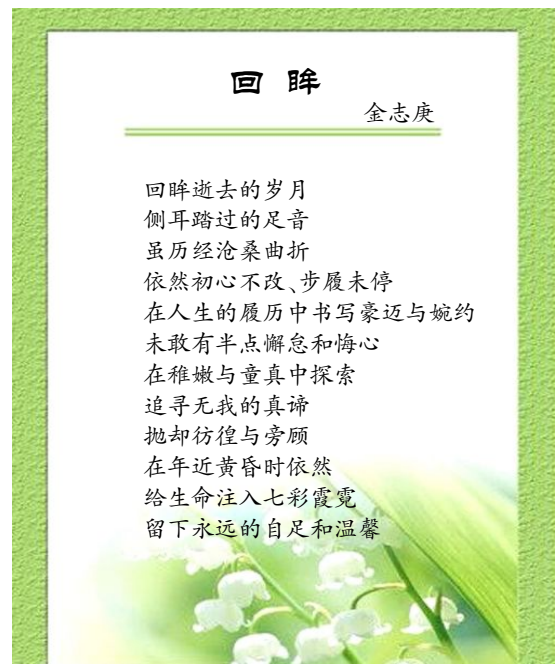 回眸
金志庚
回眸逝去的岁月
侧耳踏过的足音
虽历经沧桑曲折
依然初心不改、步履未停
在人生的履历中书写豪迈与婉约
未敢有半点懈怠和悔心
在稚嫩与童真中探索
追寻无我的真谛
抛却彷徨与旁顾
在年近黄昏时依然
给生命注入七彩霞霓
留下永远的自足和温馨